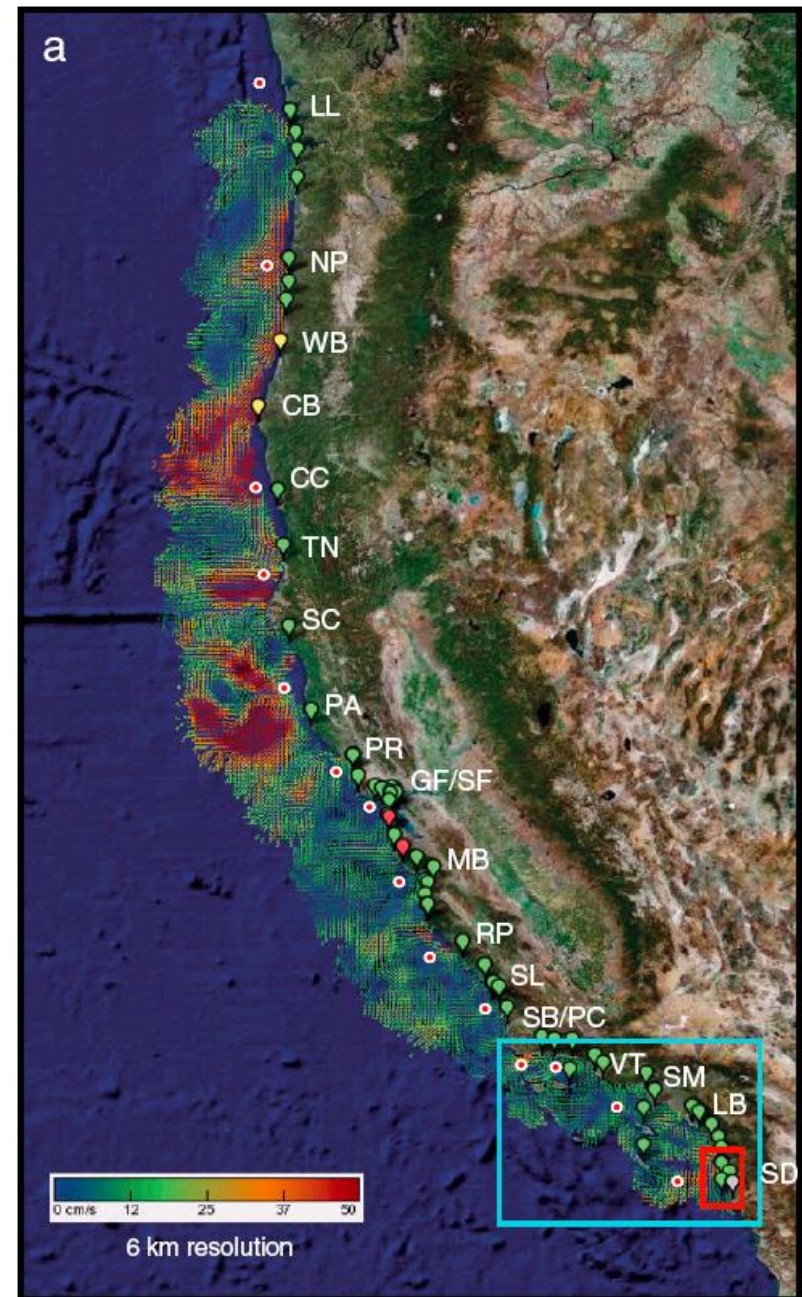 a
LL
NP
WB
CB
CC
TN
SC
PA
PR
GF/SF
MB
RP
SL
SB/PC
VT
SM
LB
SD
0 cm/s 12 25 37 50
6 km resolution